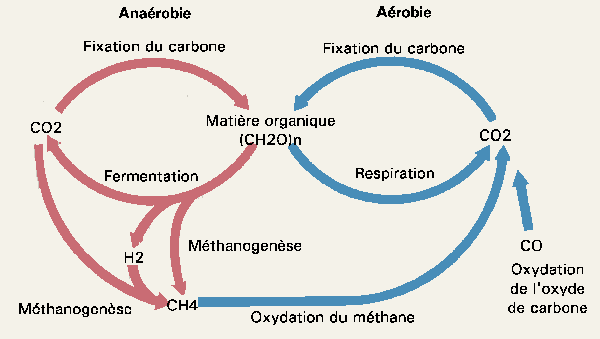 Anaérobie
Aérobie
Fixation du carbone
Fixation du carbone
CO2
Matière organique
(CH2O)n
CO2
Fermentation
Respiration
Méthanogenèse
H2
CO
Méthanogenèse
CH4
Oxydation du méthane
Oxydation
de l'oxyde
de carbone